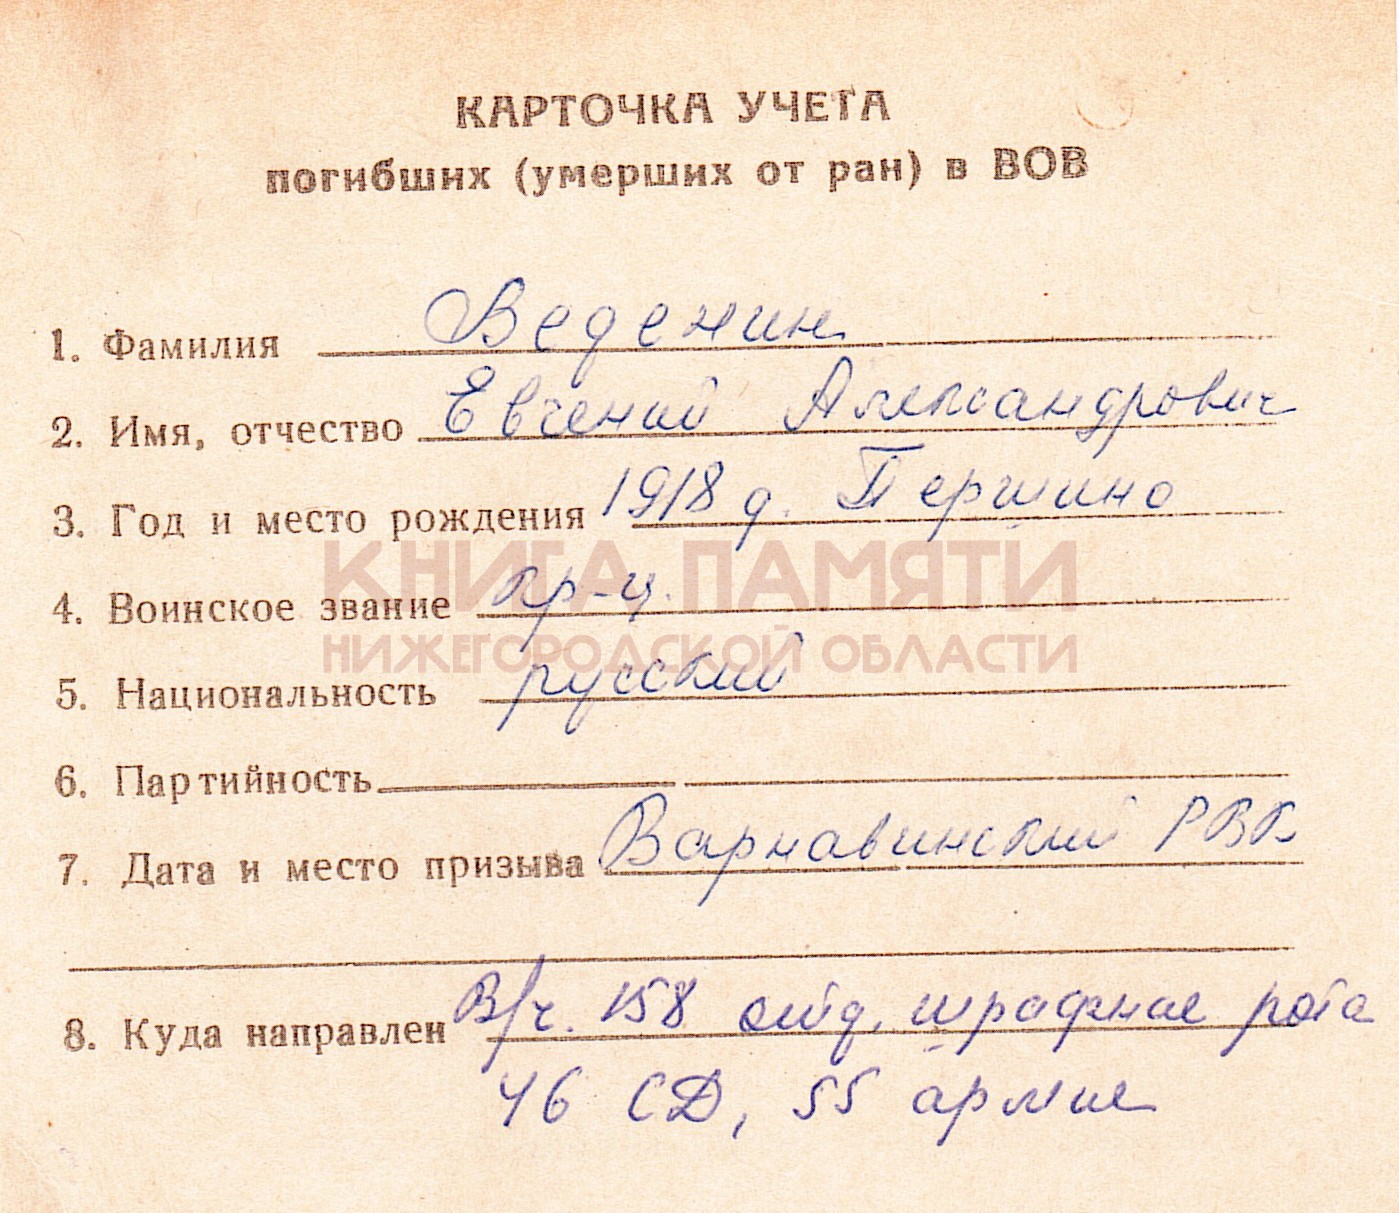 КАРТОЧКА УЧЕТА
погибших (умерших от ран) в ВОВ
1. Фамилия Веденин
2. Имя, отчество Евгений Александрович
3. Год и место рождения 1918 д. Першино
КНИГА ПАМЯТИ
4. Воинское звание кр-ц.
НИЖЕГОРОДСКОЙ ОБЛАСТИ
5. Национальность русский
6. Партийность
7. Дата и место призыва Варнавинский РВК
8. Куда направлен В/ч. 158 отд. штрафная рота
46 СД, 55 армия